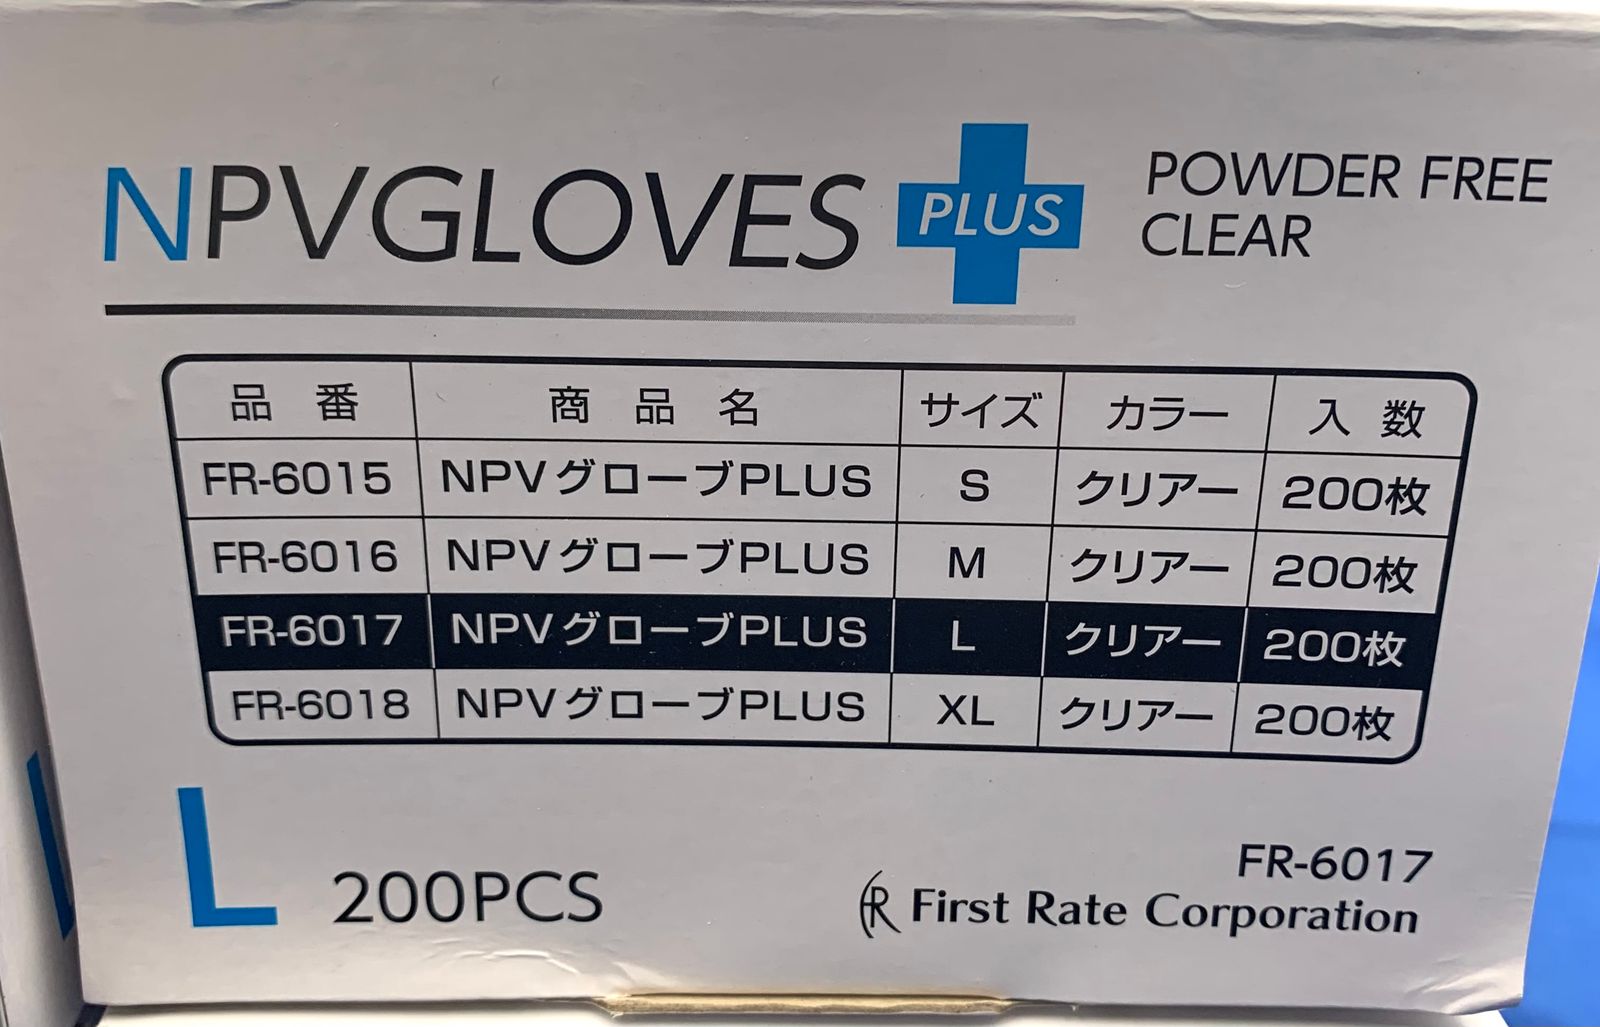 NPVGLOVES PLUS
POWDER FREE
CLEAR
品番 商品名 サイズ カラー 入数
FR-6015 NPVグローブPLUS S クリアー 200枚
FR-6016 NPVグローブPLUS M クリアー 200枚
FR-6017 NPVグローブPLUS L クリアー 200枚
FR-6018 NPVグローブPLUS XL クリアー 200枚
L 200PCS
FR-6017
FR First Rate Corporation